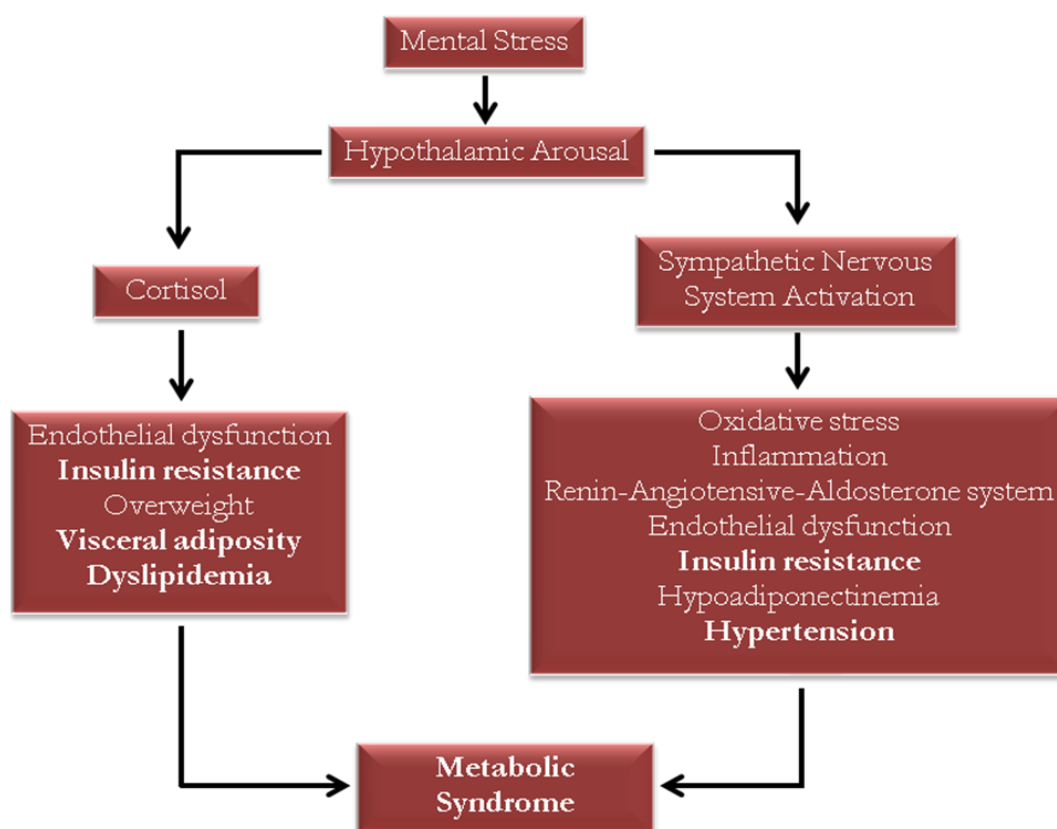 Mental Stress
Hypothalamic Arousal
Cortisol
Sympathetic Nervous
System Activation
Endothelial dysfunction
Insulin resistance
Overweight
Visceral adiposity
Dyslipidemia
Oxidative stress
Inflammation
Renin-Angiotensive-Aldosterone system
Endothelial dysfunction
Insulin resistance
Hypoadiponectinemia
Hypertension
Metabolic
Syndrome